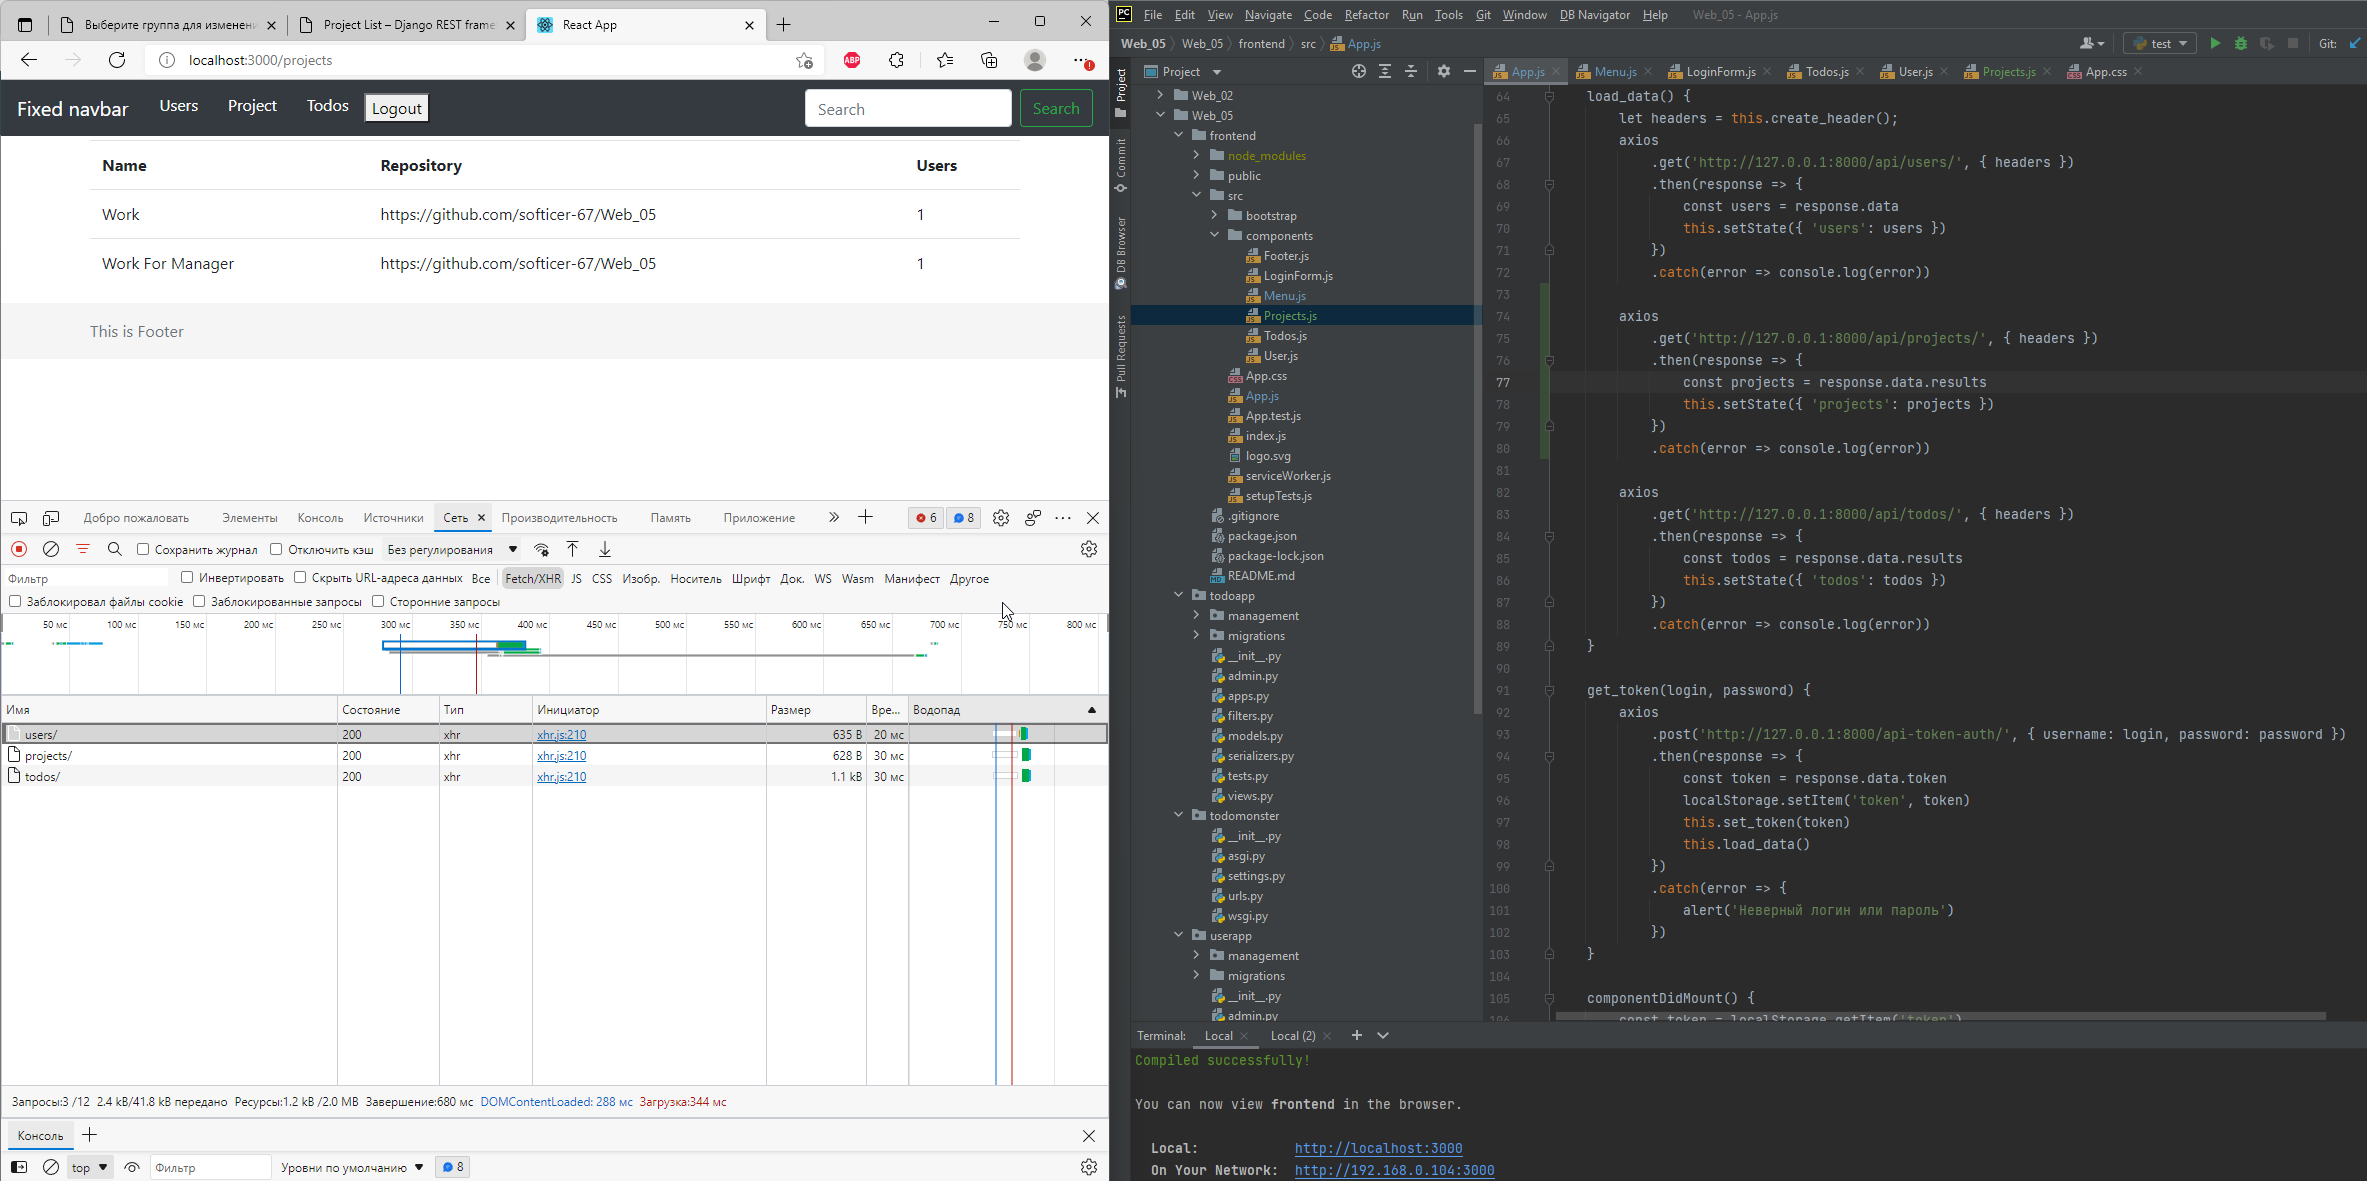 Выберите группа для изменени
Project List – Django REST frame
React App
localhost:3000/projects
ABP
Fixed navbar
Users
Project
Todos
Logout
Search
Search
Name Repository Users
Work https://github.com/softicer-67/Web_05 1
Work For Manager https://github.com/softicer-67/Web_05 1
This is Footer
Добро пожаловать Элементы Консоль Источники Сеть Производительность Память Приложение 6 8
Сохранить журнал Отключить кэш Без регулирования
Фильтр Инвертировать Скрыть URL-адреса данных Все Fetch/XHR JS CSS Изобр. Носитель Шрифт Док. WS Wasm Манифест Другое
Заблокировал файлы cookie Заблокированные запросы Сторонние запросы
50 мс 100 мс 150 мс 200 мс 250 мс 300 мс 350 мс 400 мс 450 мс 500 мс 550 мс 600 мс 650 мс 700 мс 750 мс 800 мс
Имя Состояние Тип Инициатор Размер Вре... Водопад
users/ 200 xhr xhr.js:210 635 B 20 мс
projects/ 200 xhr xhr.js:210 628 B 30 мс
todos/ 200 xhr xhr.js:210 1.1 kB 30 мс
Запросы:3 /12 2.4 kB/41.8 kB передано Ресурсы:1.2 kB /2.0 MB Завершение:680 мс DOMContentLoaded: 288 мс Загрузка:344 мс
Консоль
top Фильтр Уровни по умолчанию 8
PC File Edit View Navigate Code Refactor Run Tools Git Window DB Navigator Help Web_05 - App.js
Web_05 Web_05 frontend src App.js test Git:
Project
Commit
DB Browser
Pull Requests
Project
Web_02
Web_05
frontend
node_modules
public
src
bootstrap
components
Footer.js
LoginForm.js
Menu.js
Projects.js
Todos.js
User.js
App.css
App.js
App.test.js
index.js
logo.svg
serviceWorker.js
setupTests.js
.gitignore
package.json
package-lock.json
README.md
todoapp
management
migrations
__init__.py
admin.py
apps.py
filters.py
models.py
serializers.py
tests.py
views.py
todomonster
__init__.py
asgi.py
settings.py
urls.py
wsgi.py
userapp
management
migrations
__init__.py
admin.py
App.js Menu.js LoginForm.js Todos.js User.js Projects.js App.css
64 load_data() {
65 let headers = this.create_header();
66 axios
67 .get('http://127.0.0.1:8000/api/users/', { headers })
68 .then(response => {
69 const users = response.data
70 this.setState({ 'users': users })
71 })
72 .catch(error => console.log(error))
73
74 axios
75 .get('http://127.0.0.1:8000/api/projects/', { headers })
76 .then(response => {
77 const projects = response.data.results
78 this.setState({ 'projects': projects })
79 })
80 .catch(error => console.log(error))
81
82 axios
83 .get('http://127.0.0.1:8000/api/todos/', { headers })
84 .then(response => {
85 const todos = response.data.results
86 this.setState({ 'todos': todos })
87 })
88 .catch(error => console.log(error))
89 }
90
91 get_token(login, password) {
92 axios
93 .post('http://127.0.0.1:8000/api-token-auth/', { username: login, password: password })
94 .then(response => {
95 const token = response.data.token
96 localStorage.setItem('token', token)
97 this.set_token(token)
98 this.load_data()
99 })
100 .catch(error => {
101 alert('Неверный логин или пароль')
102 })
103 }
104
105 componentDidMount() {
106 const token = localStorage.getItem('token')
Terminal: Local Local (2)
Compiled successfully!
You can now view frontend in the browser.
Local: http://localhost:3000
On Your Network: http://192.168.0.104:3000